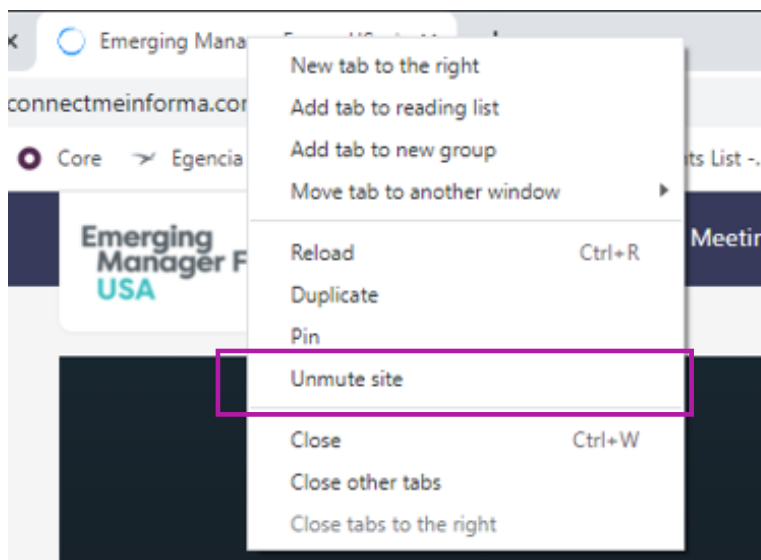 Emerging Mana
connectmeinforma.cor
Core
Egencia
ts List -.
Emerging
Manager F
USA
Meetin
New tab to the right
Add tab to reading list
Add tab to new group
Move tab to another window
Reload Ctrl+R
Duplicate
Pin
Unmute site
Close Ctrl+W
Close other tabs
Close tabs to the right